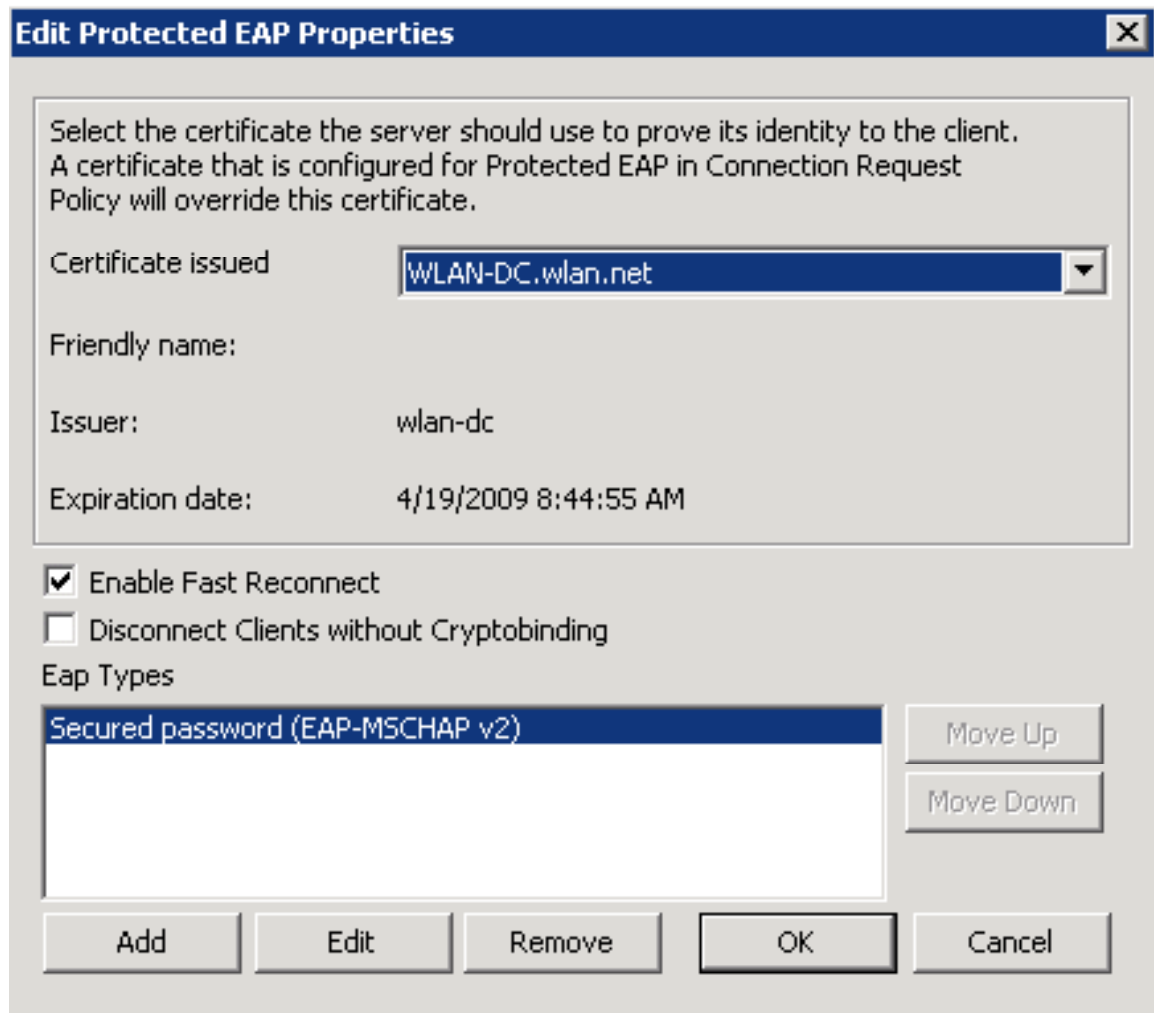 Edit Protected EAP Properties
Select the certificate the server should use to prove its identity to the client.
A certificate that is configured for Protected EAP in Connection Request
Policy will override this certificate.
Certificate issued WLAN-DC.wlan.net
Friendly name:
Issuer: wlan-dc
Expiration date: 4/19/2009 8:44:55 AM
Enable Fast Reconnect
Disconnect Clients without Cryptobinding
Eap Types
Secured password (EAP-MSCHAP v2)
Move Up
Move Down
Add Edit Remove OK Cancel